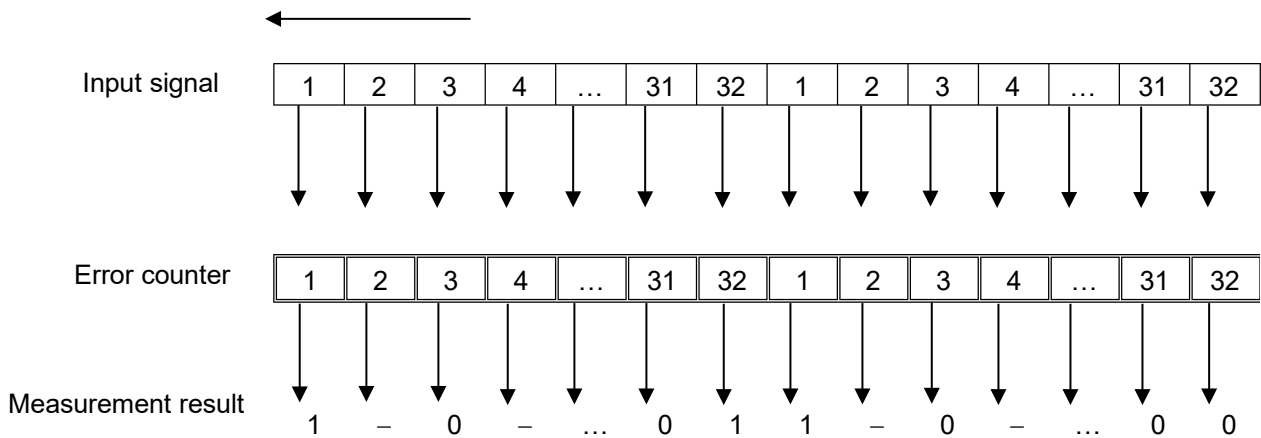 Input signal 1 2 3 4 … 31 32 1 2 3 4 … 31 32
Error counter 1 2 3 4 … 31 32 1 2 3 4 … 31 32
Measurement result 1 – 0 – … 0 1 1 – 0 – … 0 0